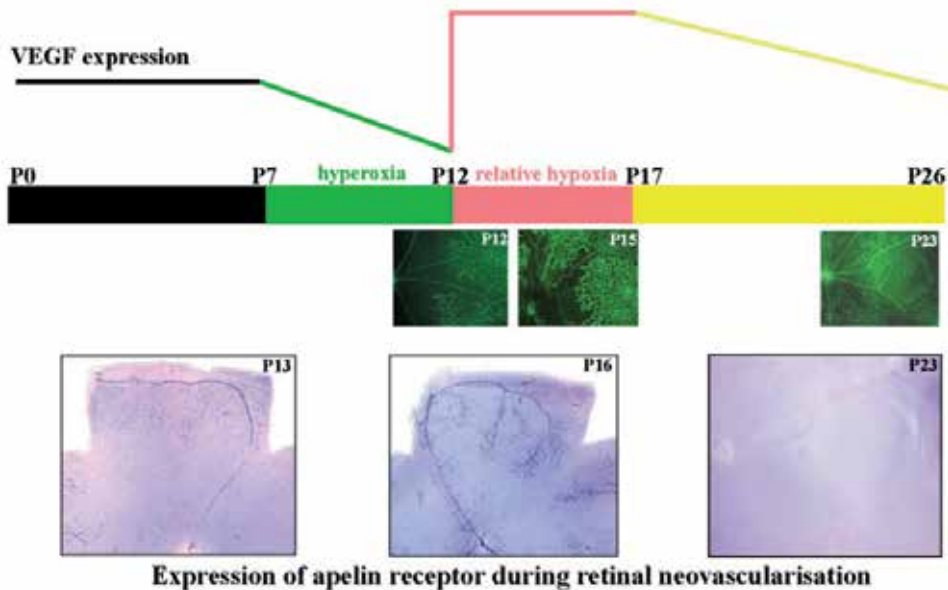 VEGF expression
P0 P7 hyperoxia P12 relative hypoxia P17 P26
P12 P15 P23
P13 P16 P23
Expression of apelin receptor during retinal neovascularisation